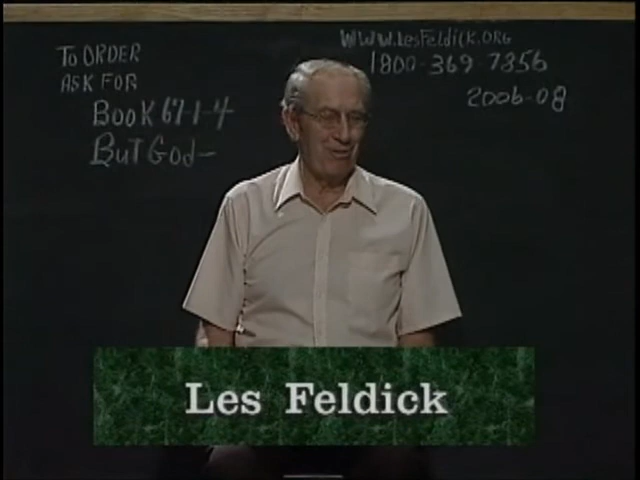 To ORDER
ASK FOR
BOOK 67-1-4
BuT God-
WWW.LesFeldick.ORG
1800-369 7856
2006-08
Les Feldick